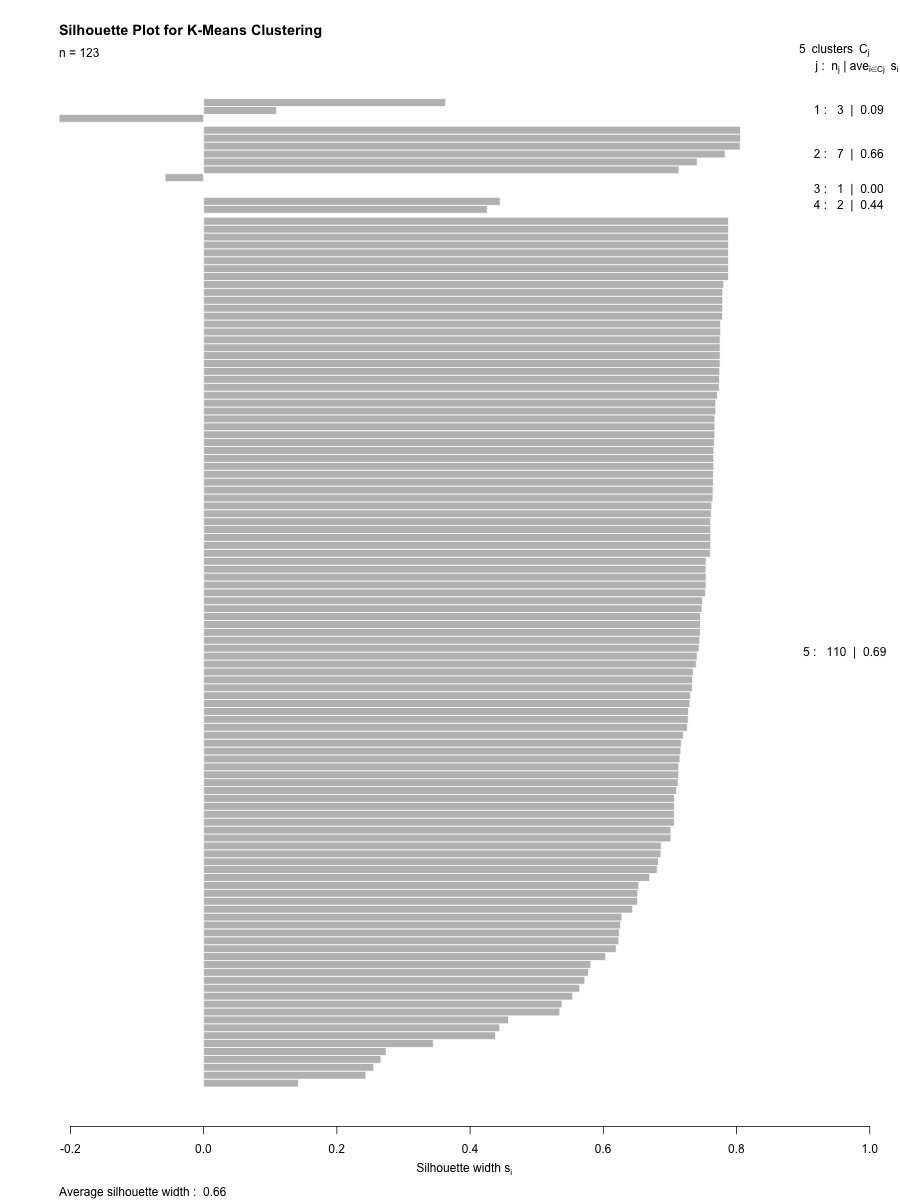 Silhouette Plot for K-Means Clustering
n = 123
5 clusters Cj
j : nj | avei∈Cj si
1 : 3 | 0.09
2 : 7 | 0.66
3 : 1 | 0.00
4 : 2 | 0.44
5 : 110 | 0.69
-0.2 0.0 0.2 0.4 0.6 0.8 1.0
Silhouette width si
Average silhouette width : 0.66